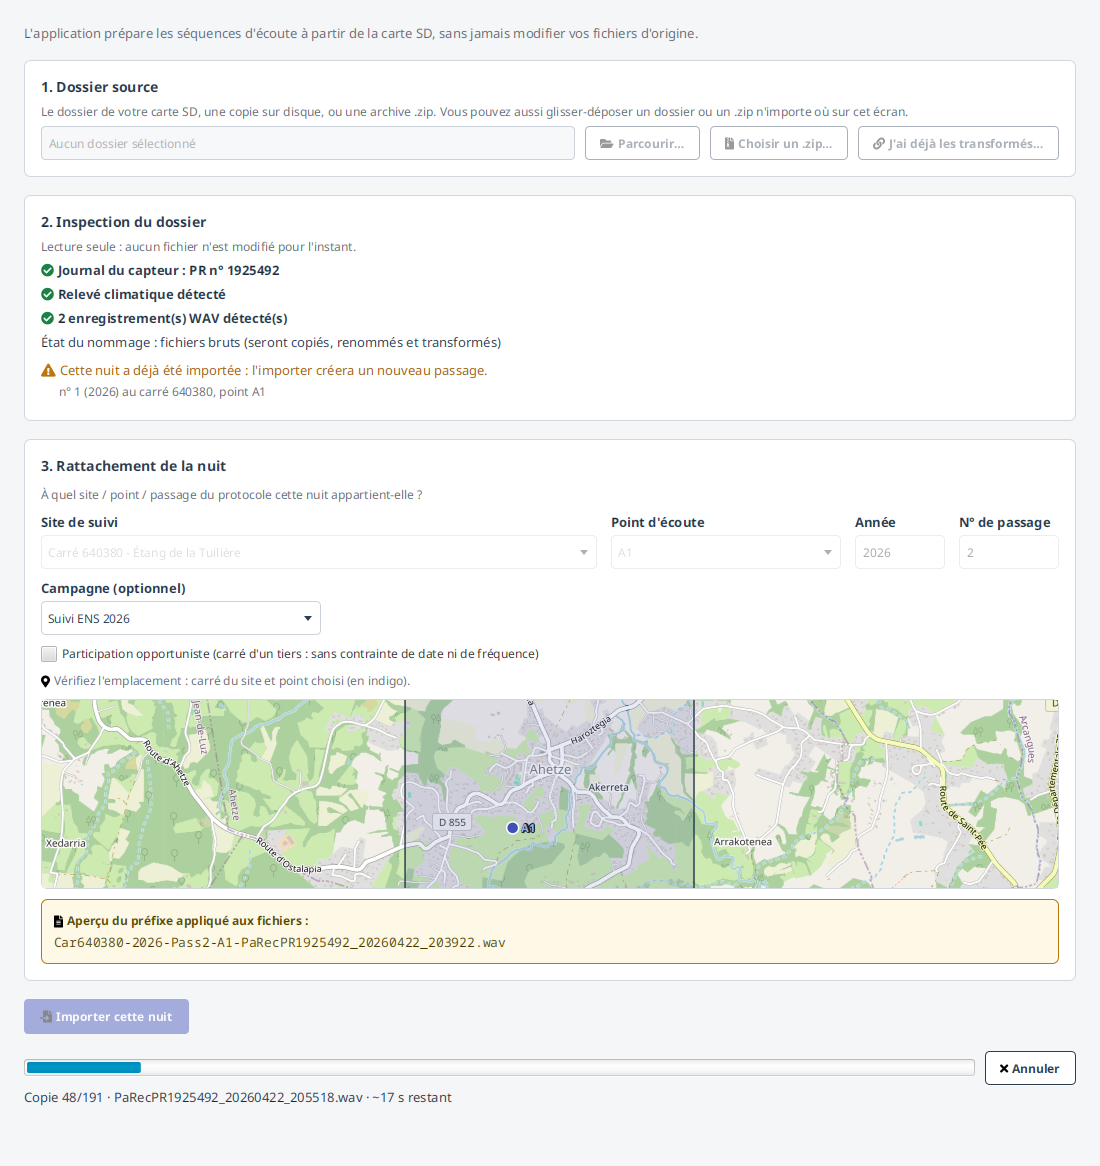 L'application prépare les séquences d'écoute à partir de la carte SD, sans jamais modifier vos fichiers d'origine.
1. Dossier source
Le dossier de votre carte SD, une copie sur disque, ou une archive .zip. Vous pouvez aussi glisser-déposer un dossier ou un .zip n'importe où sur cet écran.
Aucun dossier sélectionné
Parcourir...
Choisir un .zip...
J'ai déjà les transformés...
2. Inspection du dossier
Lecture seule : aucun fichier n'est modifié pour l'instant.
Journal du capteur : PR n° 1925492
Relevé climatique détecté
2 enregistrement(s) WAV détecté(s)
État du nommage : fichiers bruts (seront copiés, renommés et transformés)
Cette nuit a déjà été importée : l'importer créera un nouveau passage.
n° 1 (2026) au carré 640380, point A1
3. Rattachement de la nuit
À quel site / point / passage du protocole cette nuit appartient-elle ?
Site de suivi
Point d'écoute
Année
N° de passage
Carré 640380 - Étang de la Tuilière
A1
2026
2
Campagne (optionnel)
Suivi ENS 2026
Participation opportuniste (carré d'un tiers : sans contrainte de date ni de fréquence)
Vérifiez l'emplacement : carré du site et point choisi (en indigo).
enea
Jean-de-Luz
Ahetze
Route d'Ahetze
Route d'Ostalapia
Xedarria
Haroztegia
Ahetze
Akerreta
D 855
A1
Arrakotenea
Route de Saint-Pée
Arcangues
Aperçu du préfixe appliqué aux fichiers :
Car640380-2026-Pass2-A1-PaRecPR1925492_20260422_203922.wav
Importer cette nuit
Annuler
Copie 48/191 · PaRecPR1925492_20260422_205518.wav · ~17 s restant